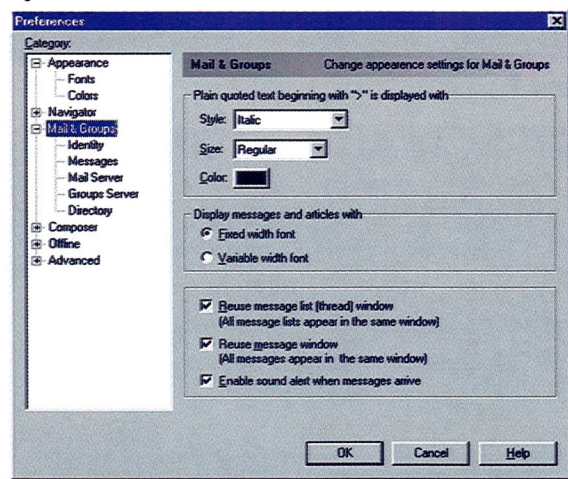 Preferences
Category:
Appearance
Fonts
Colors
Navigator
Mail & Groups
Identity
Messages
Mail Server
Groups Server
Directory
Composer
Offline
Advanced
Mail & Groups Change appearence settings for Mail & Groups
Plain quoted text beginning with ">" is displayed with
Style: Italic
Size: Regular
Color:
Display messages and articles with
Fixed width font
Variable width font
Reuse message list (thread) window
(All message lists appear in the same window)
Reuse message window
(All messages appear in the same window)
Enable sound alert when messages arrive
OK Cancel Help